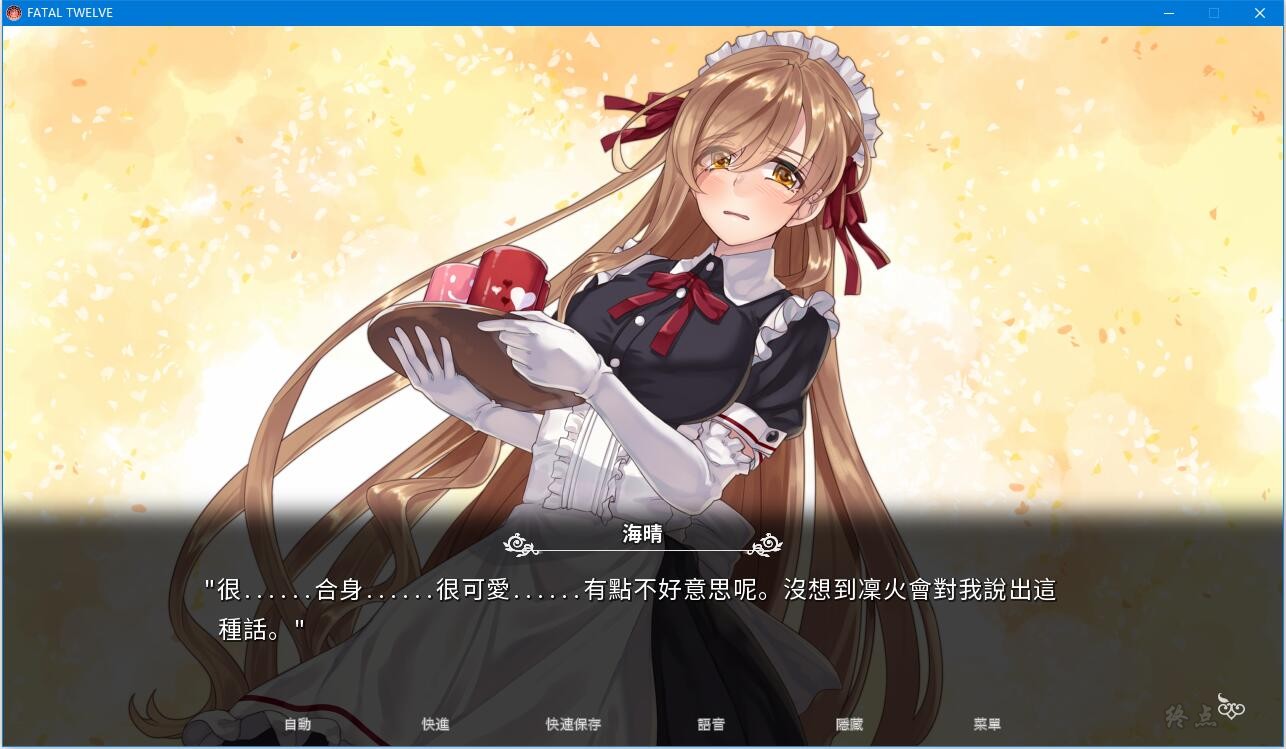 FATAL TWELVE
海晴
"很......合身......很可愛......有點不好意思呢。沒想到凜火會對我說出這
種話。"
自動
快進
快速保存
語音
隱藏
菜單
终点